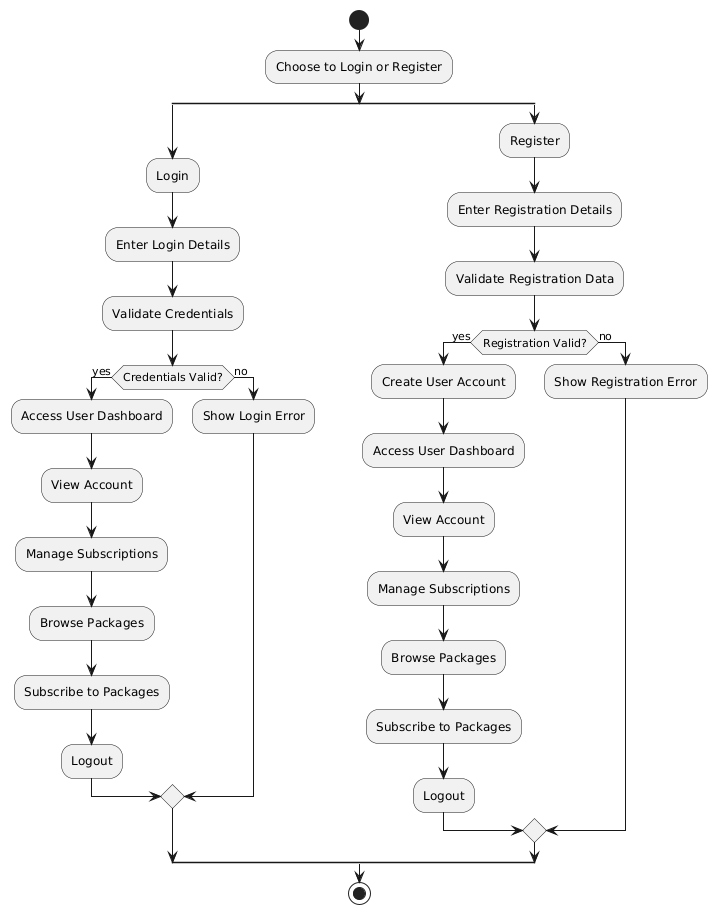 Choose to Login or Register
Login
Enter Login Details
Validate Credentials
yes
Credentials Valid?
no
Access User Dashboard
Show Login Error
View Account
Manage Subscriptions
Browse Packages
Subscribe to Packages
Logout
Register
Enter Registration Details
Validate Registration Data
yes
Registration Valid?
no
Create User Account
Show Registration Error
Access User Dashboard
View Account
Manage Subscriptions
Browse Packages
Subscribe to Packages
Logout